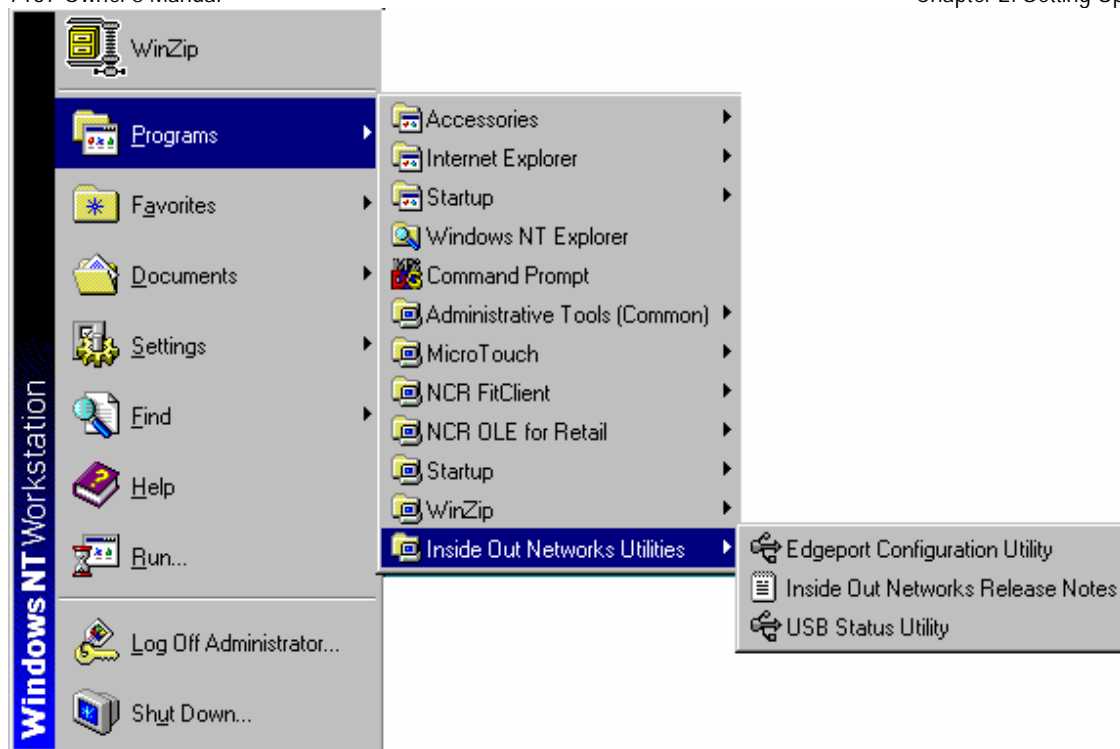 WinZip
Programs
Favorites
Documents
Settings
Find
Help
Run...
Log Off Administrator...
Shut Down...
Windows NT Workstation
Accessories
Internet Explorer
Startup
Windows NT Explorer
Command Prompt
Administrative Tools (Common)
MicroTouch
NCR FitClient
NCR OLE for Retail
Startup
WinZip
Inside Out Networks Utilities
Edgeport Configuration Utility
Inside Out Networks Release Notes
USB Status Utility